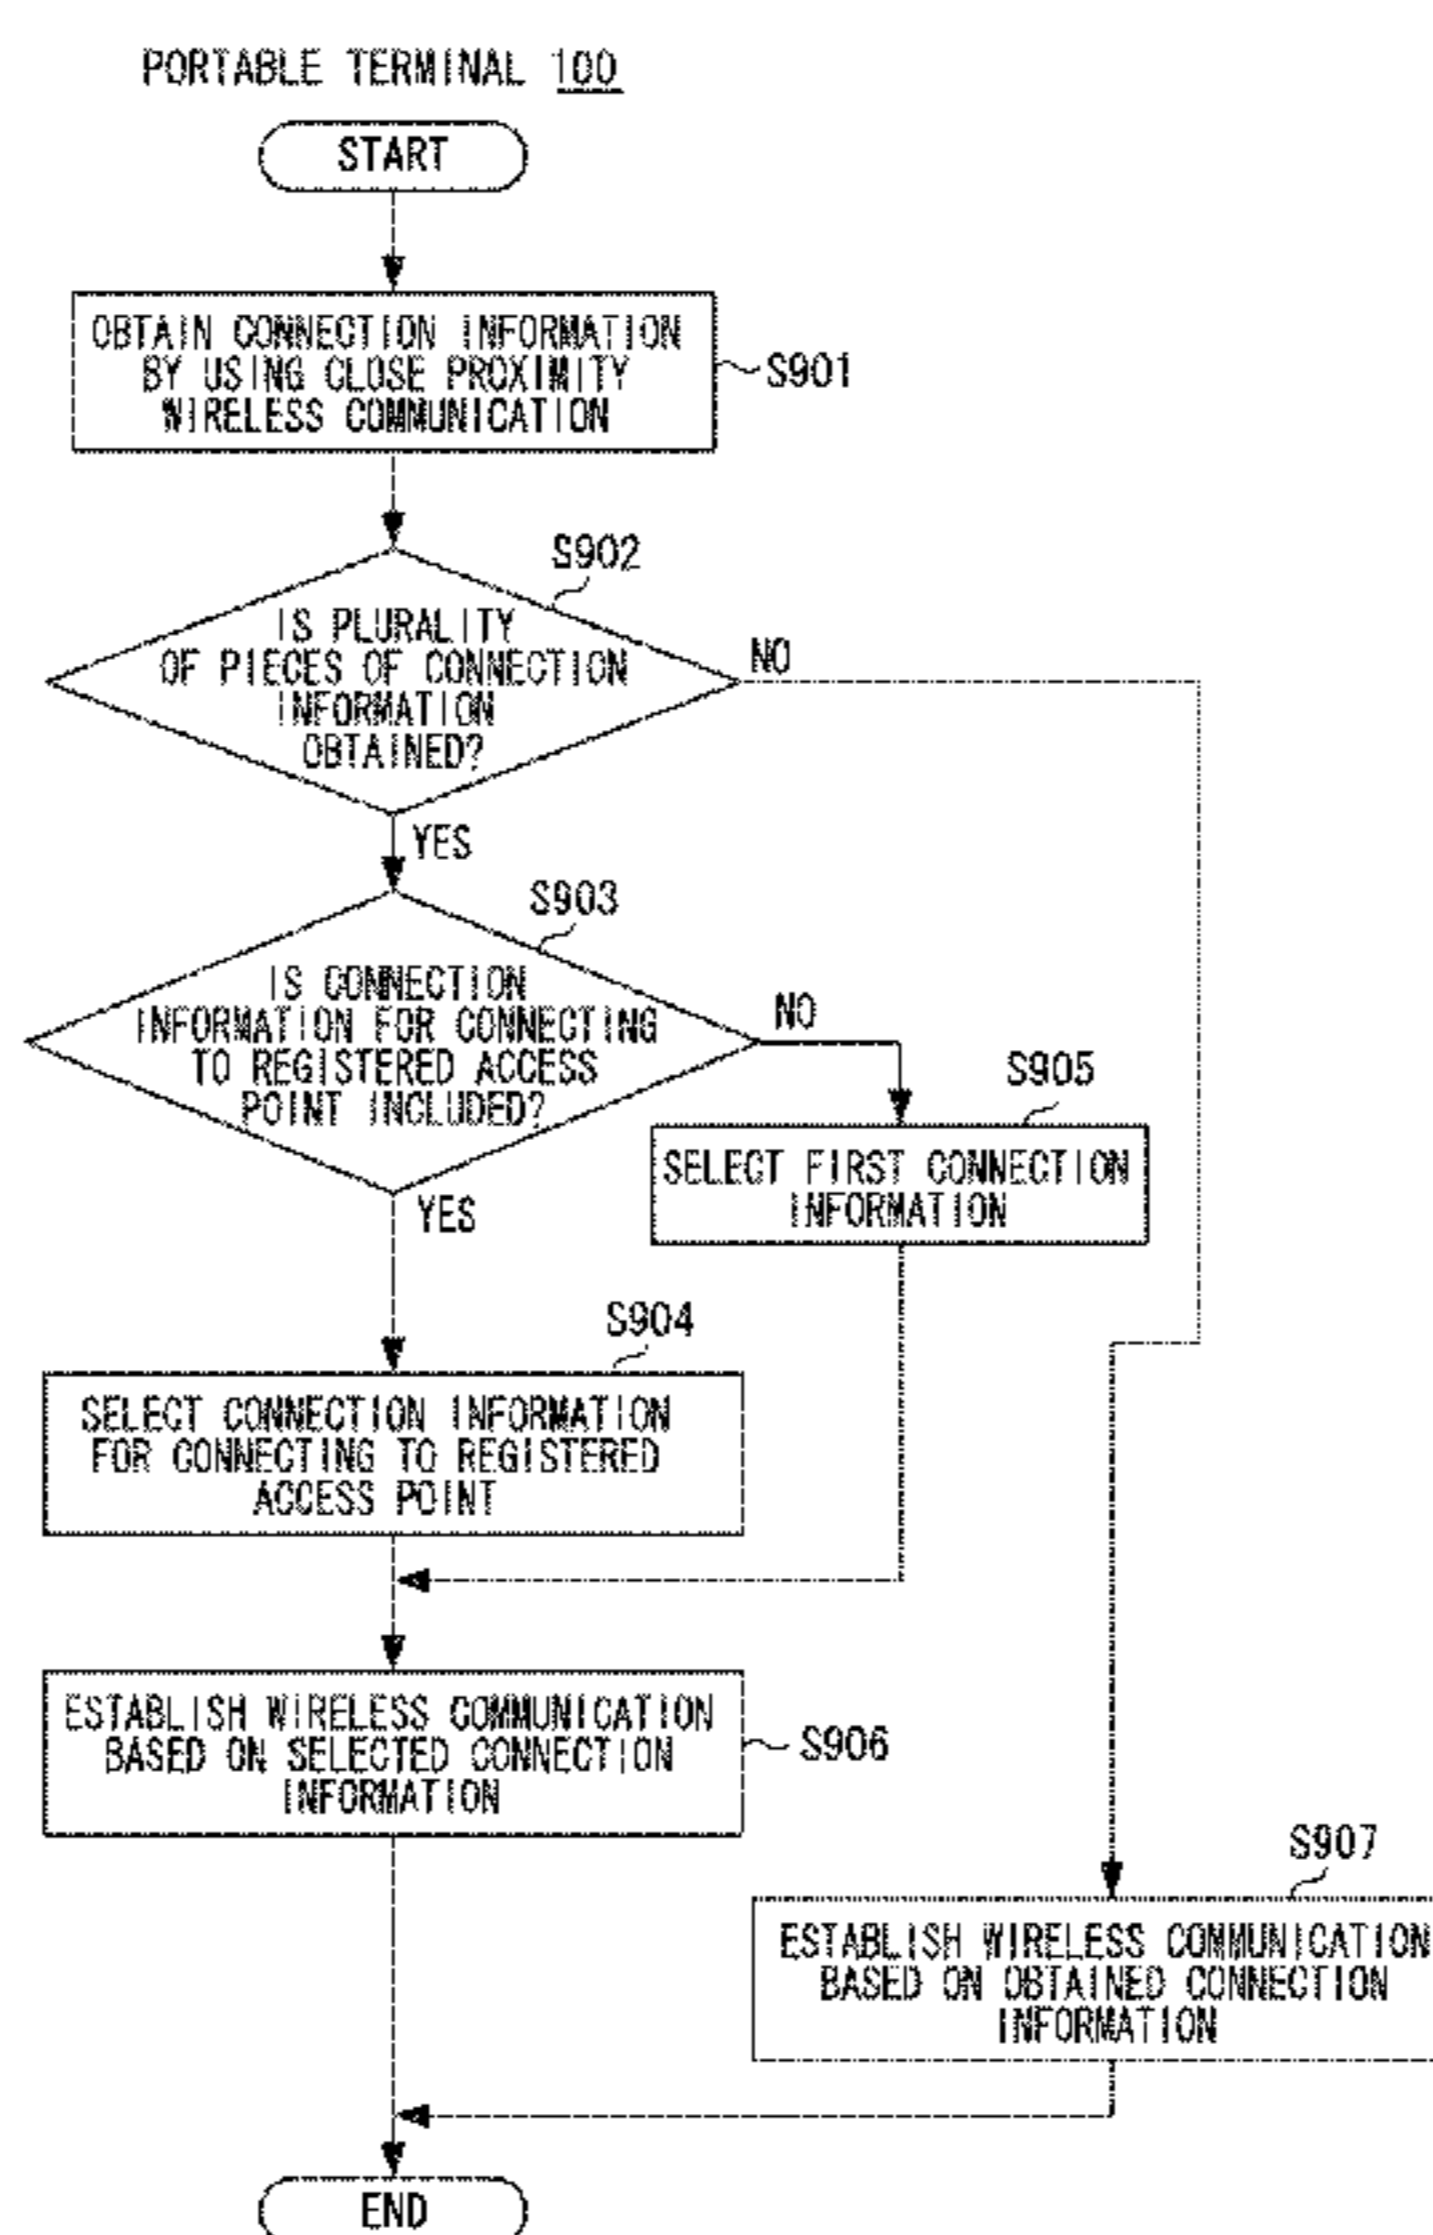 PORTABLE TERMINAL 100
START
OBTAIN CONNECTION INFORMATION
BY USING CLOSE PROXIMITY
WIRELESS COMMUNICATION
S901
S902
IS PLURALITY
OF PIECES OF CONNECTION
INFORMATION
OBTAINED?
NO
YES
S903
IS CONNECTION
INFORMATION FOR CONNECTING
TO REGISTERED ACCESS
POINT INCLUDED?
NO
YES
S905
SELECT FIRST CONNECTION
INFORMATION
S904
SELECT CONNECTION INFORMATION
FOR CONNECTING TO REGISTERED
ACCESS POINT
ESTABLISH WIRELESS COMMUNICATION
BASED ON SELECTED CONNECTION
INFORMATION
S906
S907
ESTABLISH WIRELESS COMMUNICATION
BASED ON OBTAINED CONNECTION
INFORMATION
END